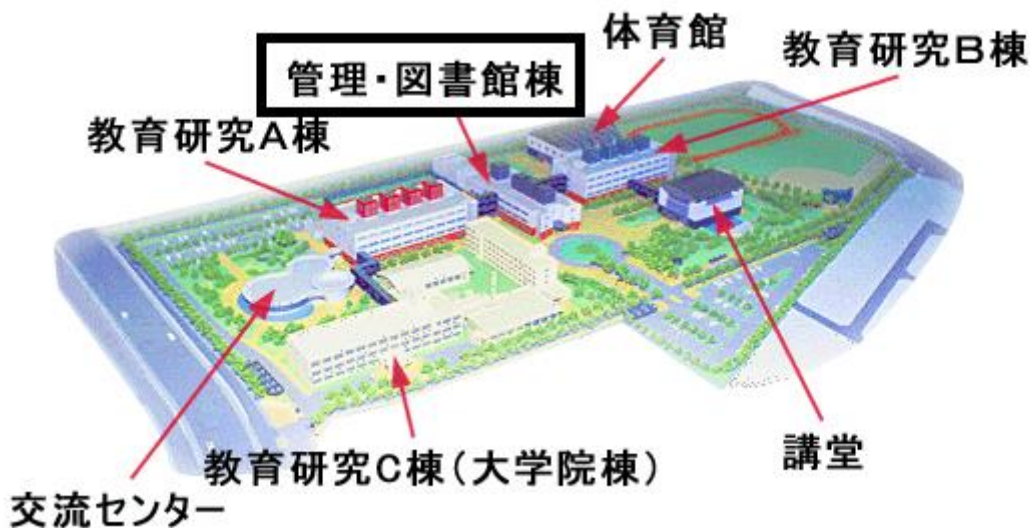 体育館
教育研究B棟
管理・図書館棟
教育研究A棟
講堂
教育研究C棟(大学院棟)
交流センター